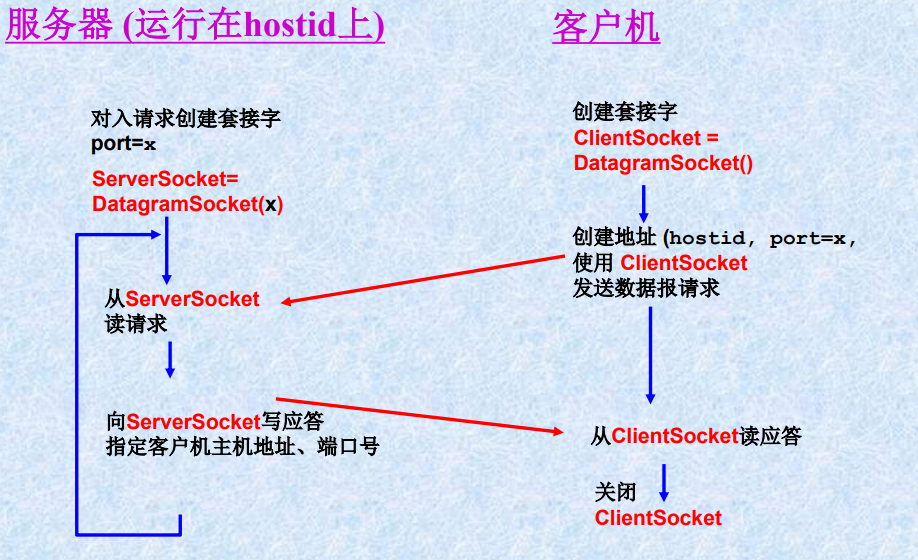 服务器 (运行在hostid上)
客户机
对入请求创建套接字
port=x
ServerSocket=
DatagramSocket(x)
从ServerSocket
读请求
向ServerSocket写应答
指定客户机主机地址、端口号
创建套接字
ClientSocket =
DatagramSocket()
创建地址 (hostid, port=x,
使用 ClientSocket
发送数据报请求
从ClientSocket读应答
关闭
ClientSocket